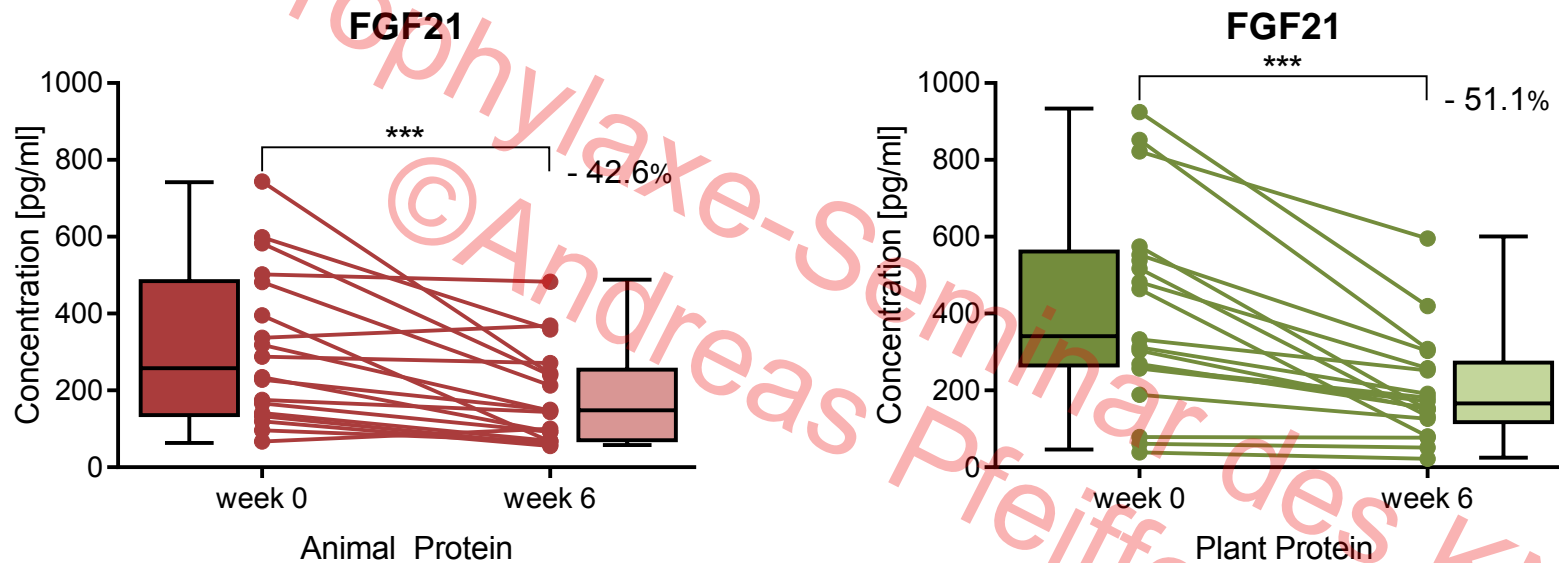 FGF21
1000
800
600
400
200
0
Concentration [pg/ml]
***
- 42.6%
week 0 week 6
Animal Protein
FGF21
1000
800
600
400
200
0
Concentration [pg/ml]
***
- 51.1%
week 0 week 6
Plant Protein
©Andreas Pfeiffer
Seminar des